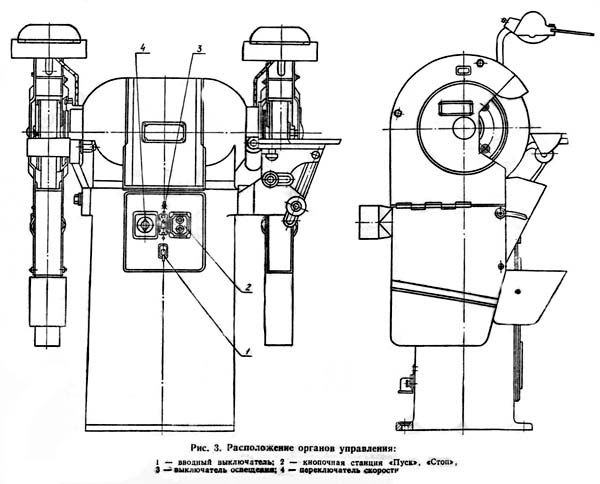 4
3
2
1
Рис. 3. Расположение органов управления:
1 — вводный выключатель; 2 — кнопочная станция «Пуск», «Стоп»,
3 — выключатель освещения; 4 — переключатель скорости